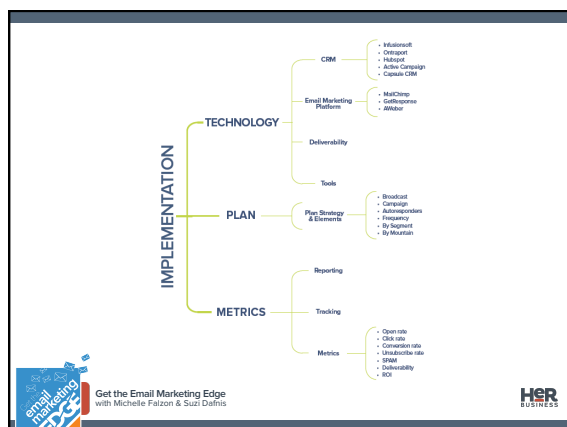 IMPLEMENTATION
TECHNOLOGY
CRM
• Infusionsoft
• Ontraport
• Hubspot
• Active Campaign
• Capsule CRM
Email Marketing
Platform
• MailChimp
• GetResponse
• AWeber
Deliverability
Tools
PLAN
Plan Strategy
& Elements
• Broadcast
• Campaign
• Autoresponders
• Frequency
• By Segment
• By Mountain
METRICS
Reporting
Tracking
Metrics
• Open rate
• Click rate
• Conversion rate
• Unsubscribe rate
• SPAM
• Deliverability
• ROI
email
marketing
EDGE
Get the Email Marketing Edge
with Michelle Falzon & Suzi Dafnis
HeR
BUSINESS